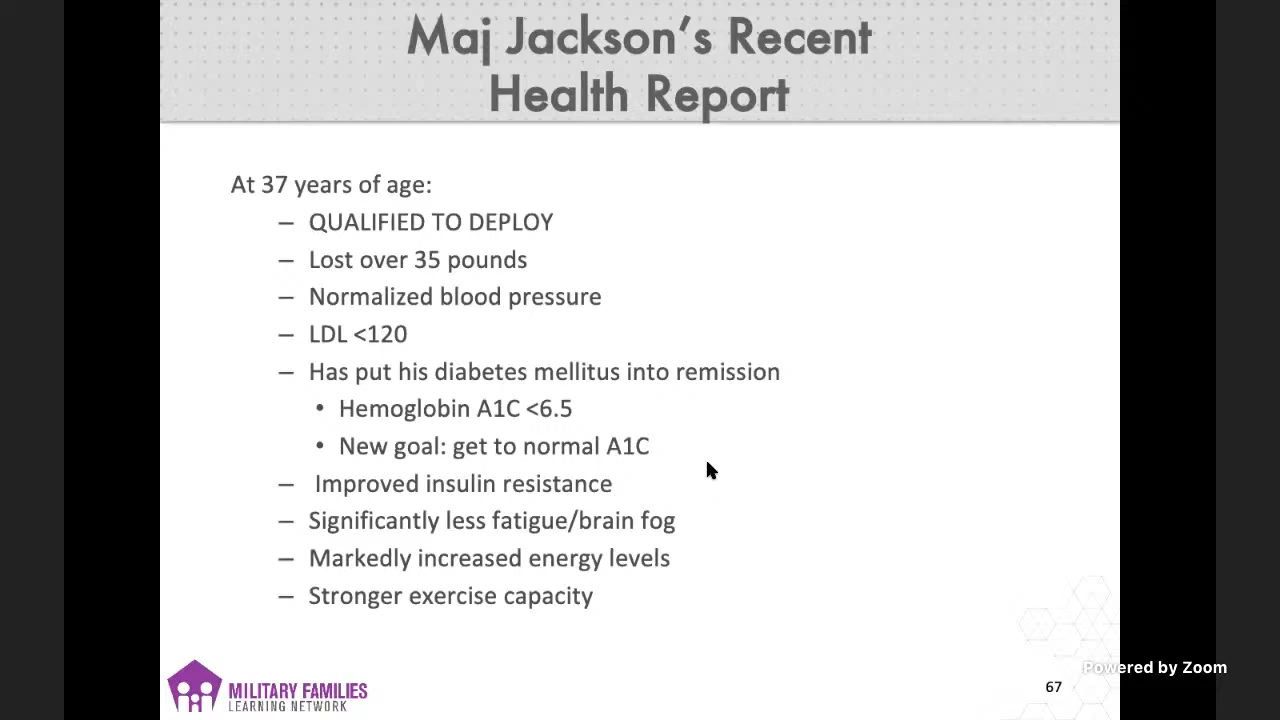 Maj Jackson's Recent
Health Report
At 37 years of age:
– QUALIFIED TO DEPLOY
– Lost over 35 pounds
– Normalized blood pressure
– LDL <120
– Has put his diabetes mellitus into remission
• Hemoglobin A1C <6.5
• New goal: get to normal A1C
– Improved insulin resistance
– Significantly less fatigue/brain fog
– Markedly increased energy levels
– Stronger exercise capacity
MILITARY FAMILIES
LEARNING NETWORK
67
Powered by Zoom